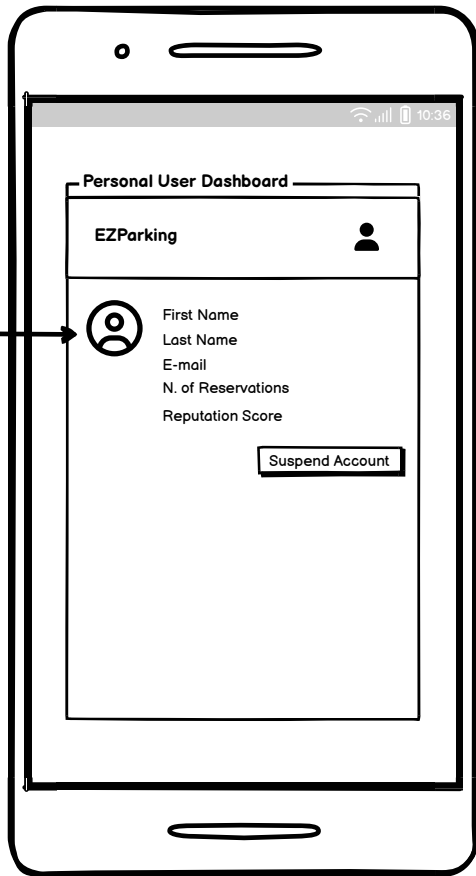 10:36
Personal User Dashboard
EZParking
First Name
Last Name
E-mail
N. of Reservations
Reputation Score
Suspend Account